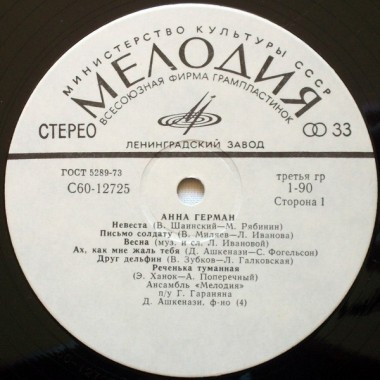 МИНИСТЕРСТВО КУЛЬТУРЫ СССР
МЕЛОДИЯ
ВСЕСОЮЗНАЯ ФИРМА ГРАМПЛАСТИНОК
СТЕРЕО
33
ЛЕНИНГРАДСКИЙ ЗАВОД
ГОСТ 5289-73
С60-12725
третья гр
1-90
Сторона 1
АННА ГЕРМАН
Невеста (В. Шаинский—М. Рябинин)
Письмо солдату (В. Миляев—Л. Иванова)
Весна (муз. и сл. Л. Ивановой)
Ах, как мне жаль тебя (Д. Ашкенази—С. Фогельсон)
Друг дельфин (В. Зубков—Л. Галковская)
Реченька туманная
(Э. Ханок—А. Поперечный)
Ансамбль «Мелодия»
п/у Г. Гараняна
Д. Ашкенази, ф-но (4)